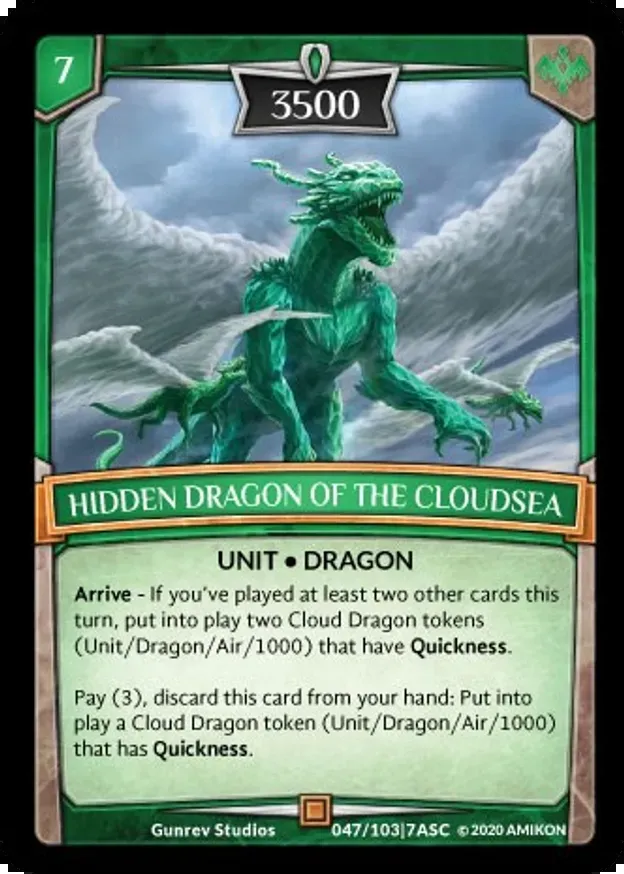 7
3500
HIDDEN DRAGON OF THE CLOUDSEA
UNIT • DRAGON
Arrive - If you've played at least two other cards this
turn, put into play two Cloud Dragon tokens
(Unit/Dragon/Air/1000) that have Quickness.
Pay (3), discard this card from your hand: Put into
play a Cloud Dragon token (Unit/Dragon/Air/1000)
that has Quickness.
Gunrev Studios 047/103|7ASC © 2020 AMIKON